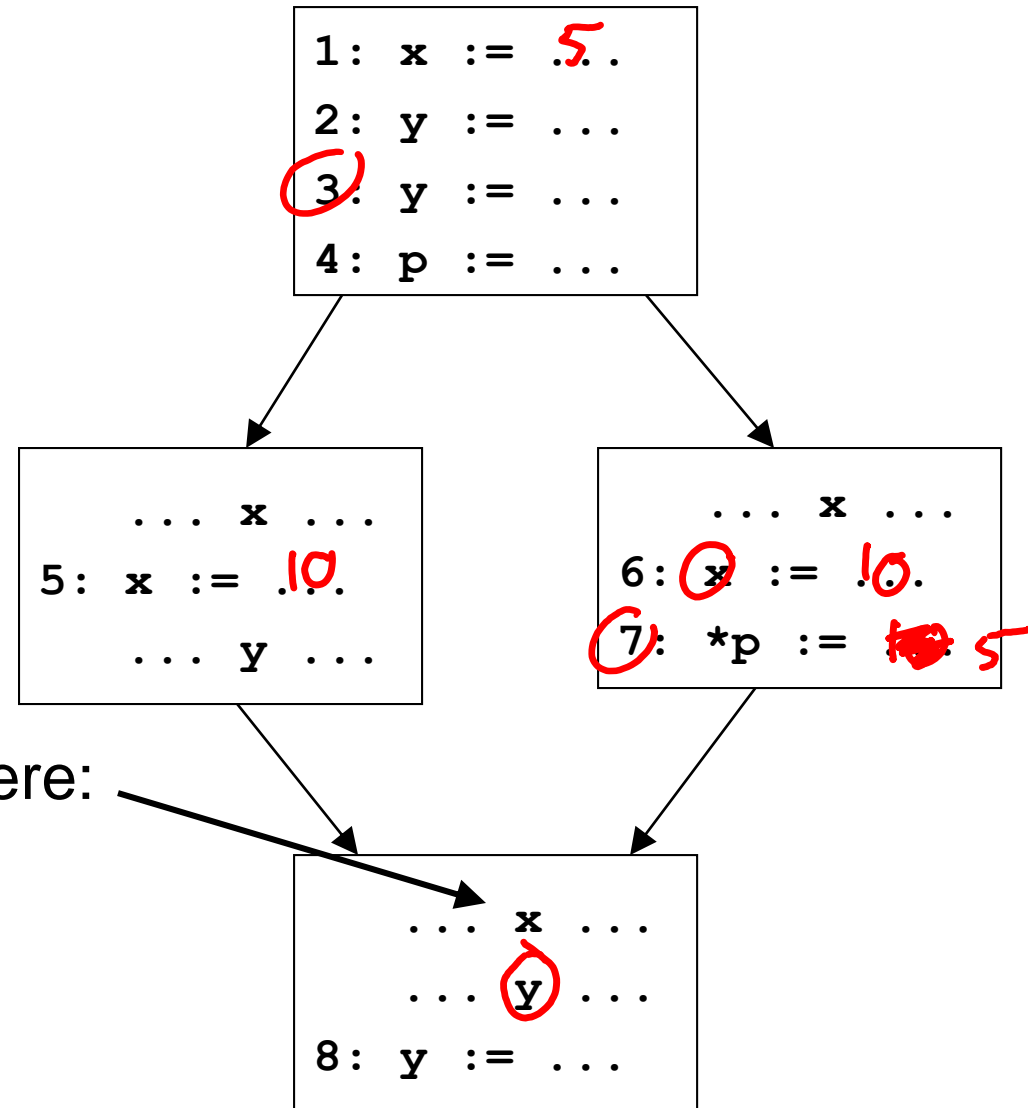 1: x := ... 5
2: y := ...
3: y := ...
4: p := ...
... x ...
5: x := ... 10
... y ...
... x ...
6: x := ... 10
7: *p := 5
ere:
... x ...
... y ...
8: y := ...